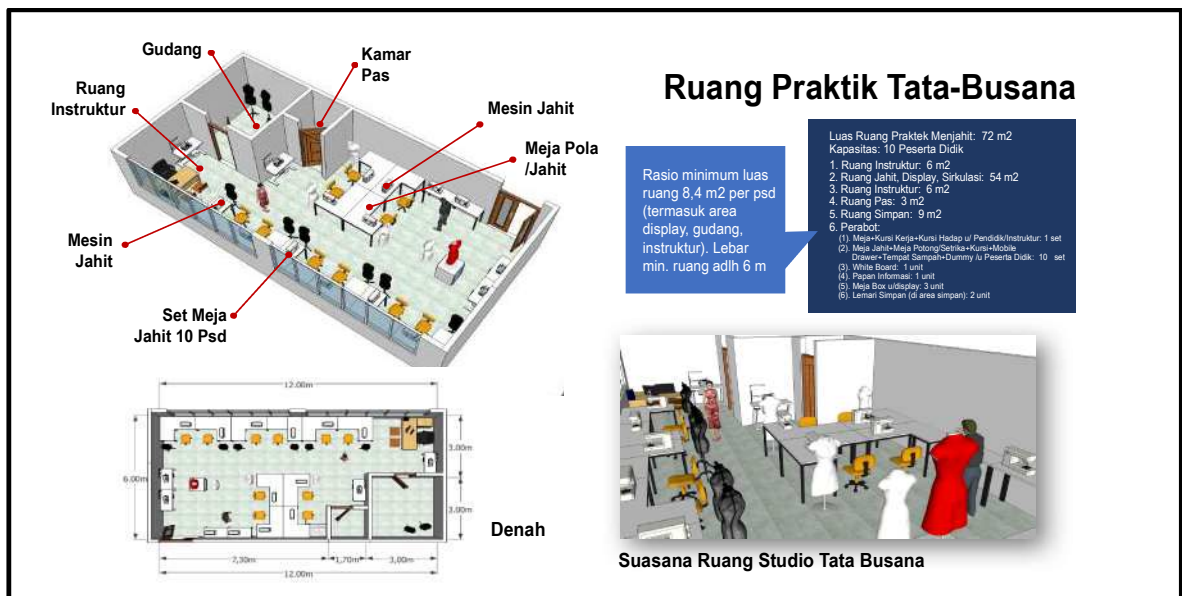 Gudang
Kamar
Pas
Ruang
Instruktur
Mesin Jahit
Meja Pola
/Jahit
Mesin
Jahit
Set Meja
Jahit 10 Psd
Ruang Praktik Tata-Busana
Rasio minimum luas
ruang 8,4 m2 per psd
(termasuk area
display, gudang,
instruktur). Lebar
min. ruang adlh 6 m
Luas Ruang Praktek Menjahit: 72 m2
Kapasitas: 10 Peserta Didik
1. Ruang Instruktur: 6 m2
2. Ruang Jahit, Display, Sirkulasi: 54 m2
3. Ruang Instruktur: 6 m2
4. Ruang Pas: 3 m2
5. Ruang Simpan: 9 m2
6. Perabot:
(1). Meja+Kursi Kerja+Kursi Hadap u/ Pendidik/Instruktur: 1 set
(2). Meja Jahit+Meja Potong/Setrika+Kursi+Mobile
Drawer+Tempat Sampah+Dummy /u Peserta Didik: 10 set
(3). White Board: 1 unit
(4). Papan Informasi: 1 unit
(5). Meja Box u/display: 3 unit
(6). Lemari Simpan (di area simpan): 2 unit
12.00m
6.00m
3.00m
3.00m
7,30m
1,70m
3,00m
12.00m
Denah
Suasana Ruang Studio Tata Busana